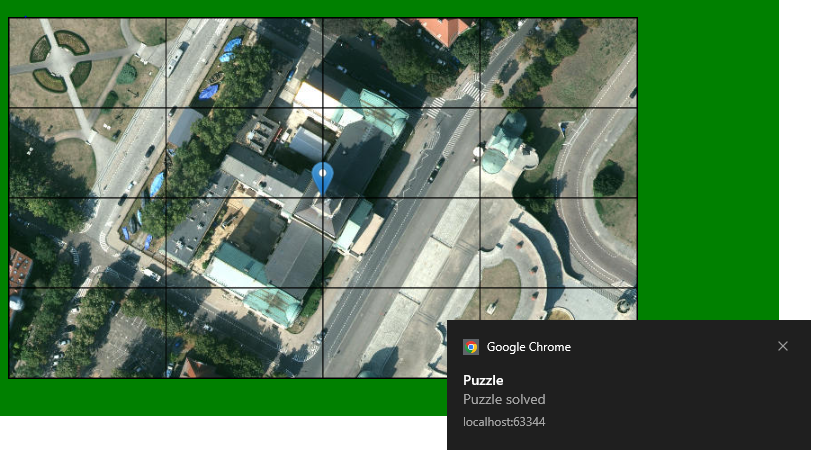 Google Chrome
Puzzle
Puzzle solved
localhost:63344